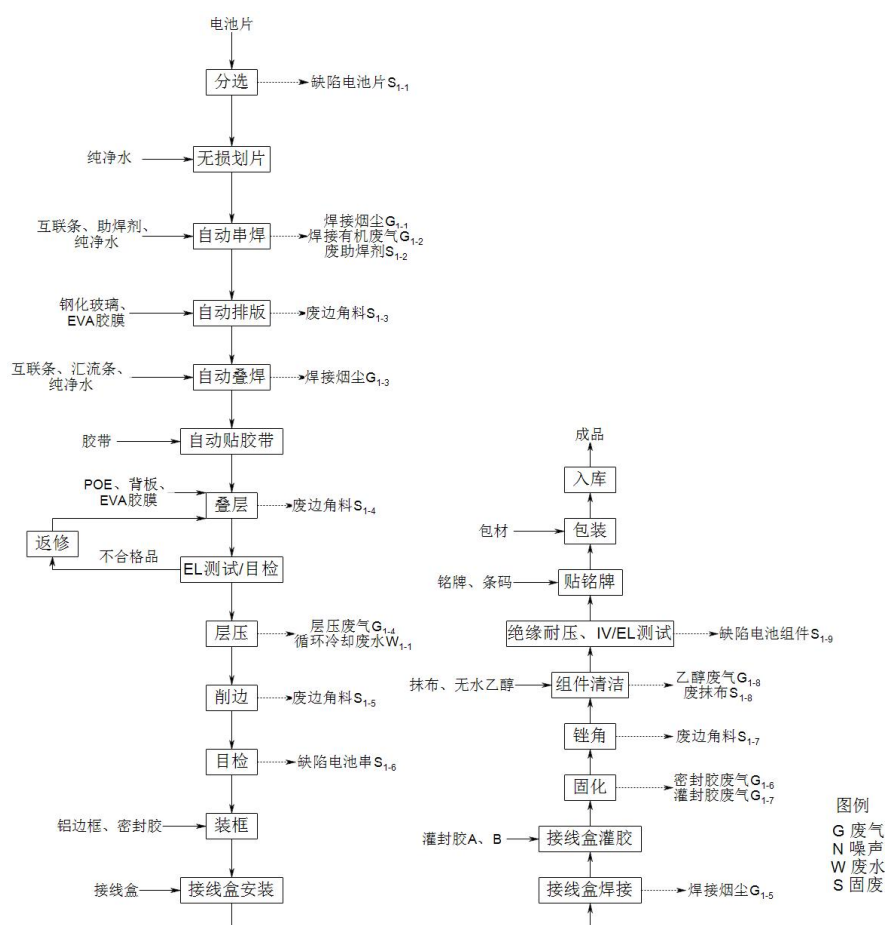 电池片
分选
缺陷电池片S1-1
纯净水
无损划片
互联条、助焊剂、
纯净水
自动串焊
焊接烟尘G1-1
焊接有机废气G1-2
废助焊剂S1-2
钢化玻璃、
EVA胶膜
自动排版
废边角料S1-3
互联条、汇流条、
纯净水
自动叠焊
焊接烟尘G1-3
胶带
自动贴胶带
POE、背板、
EVA胶膜
叠层
废边角料S1-4
返修
不合格品
EL测试/目检
层压
层压废气G1-4
循环冷却废水W1-1
削边
废边角料S1-5
目检
缺陷电池串S1-6
铝边框、密封胶
装框
接线盒
接线盒安装
成品
入库
包材
包装
铭牌、条码
贴铭牌
绝缘耐压、IV/EL测试
缺陷电池组件S1-9
抹布、无水乙醇
组件清洁
乙醇废气G1-8
废抹布S1-8
锉角
废边角料S1-7
固化
密封胶废气G1-6
灌封胶废气G1-7
灌封胶A、B
接线盒灌胶
接线盒焊接
焊接烟尘G1-5
图例
G 废气
N 噪声
W 废水
S 固废